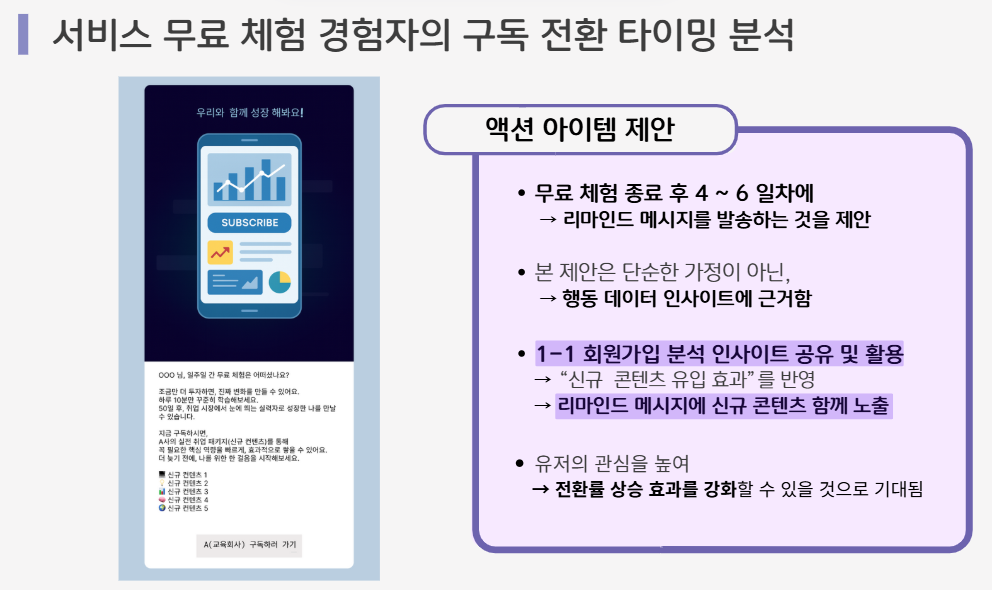 서비스 무료 체험 경험자의 구독 전환 타이밍 분석
우리와 함께 성장 해봐요!
SUBSCRIBE
OOO 님, 일주일 간 무료 체험은 어떠셨나요?
조금만 더 투자하면, 진짜 변화를 만들 수 있어요.
하루 10분만 꾸준히 학습해보세요.
50일 후, 취업 시장에서 눈에 띄는 실력자로 성장한 나를 만날
수 있습니다.
지금 구독하시면,
A사의 실전 취업 패키지(신규 컨텐츠)를 통해
꼭 필요한 핵심 역량을 빠르게, 효과적으로 쌓을 수 있어요.
더 늦기 전에, 나를 위한 한 걸음을 시작해보세요.
신규 컨텐츠 1
신규 컨텐츠 2
신규 컨텐츠 3
신규 컨텐츠 4
신규 컨텐츠 5
A(교육회사) 구독하러 가기
액션 아이템 제안
• 무료 체험 종료 후 4 ~ 6 일차에
→ 리마인드 메시지를 발송하는 것을 제안
• 본 제안은 단순한 가정이 아닌,
→ 행동 데이터 인사이트에 근거함
• 1-1 회원가입 분석 인사이트 공유 및 활용
→ “신규 콘텐츠 유입 효과”를 반영
→ 리마인드 메시지에 신규 콘텐츠 함께 노출
• 유저의 관심을 높여
→ 전환률 상승 효과를 강화할 수 있을 것으로 기대됨